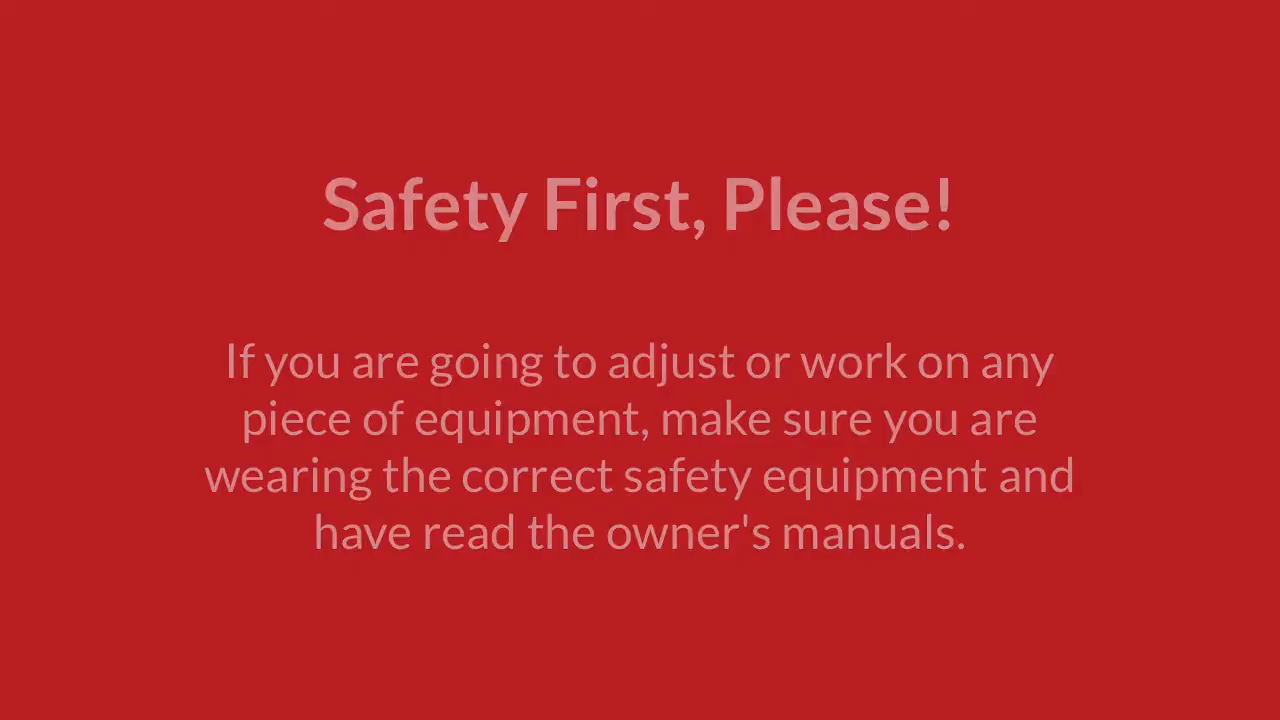 Safety First, Please!
If you are going to adjust or work on any
piece of equipment, make sure you are
wearing the correct safety equipment and
have read the owner's manuals.